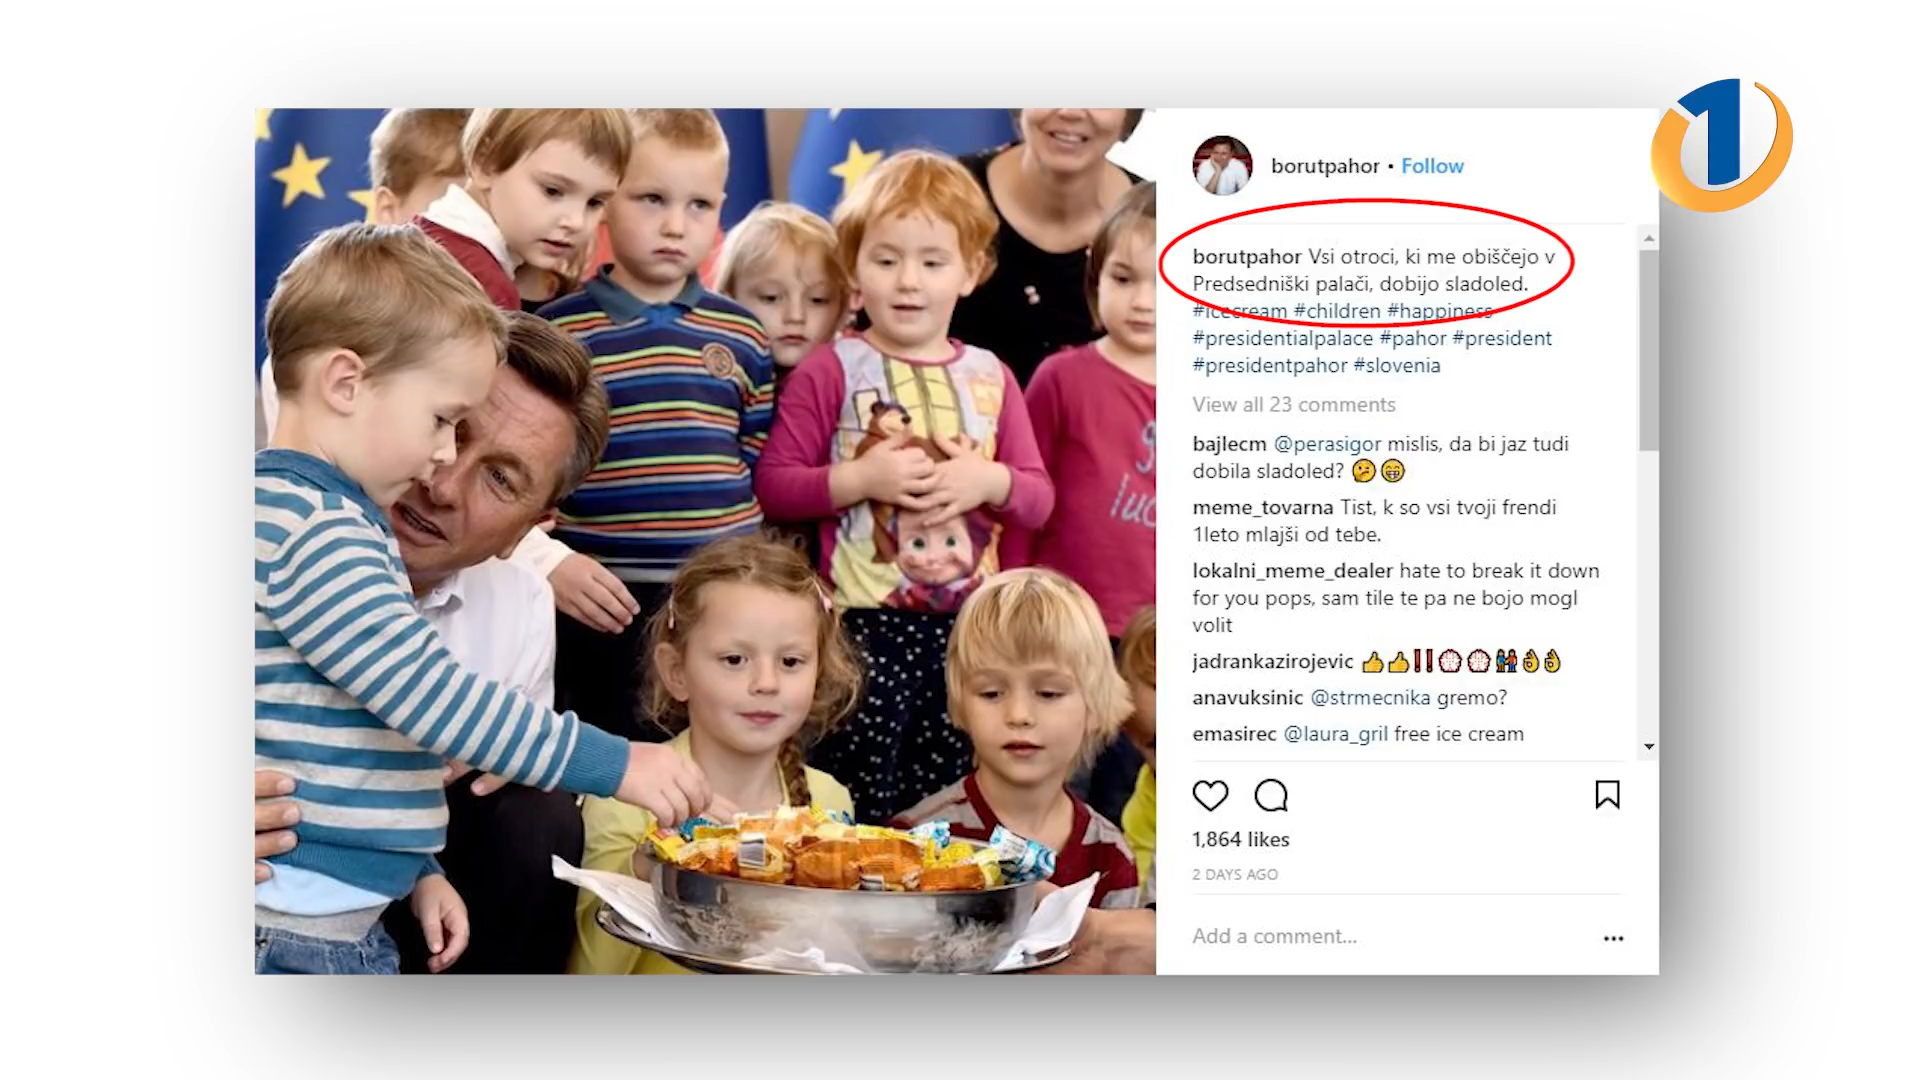 1
borutpahor • Follow
borutpahor Vsi otroci, ki me obiščejo v
Predsedniški palači, dobijo sladoled.
#icecream #children #happiness
#presidentialpalace #pahor #president
#presidentpahor #slovenia
View all 23 comments
bajlecm @perasigor mislis, da bi jaz tudi
dobila sladoled? 🤔😁
meme_tovarna Tist, k so vsi tvoji frendi
1leto mlajši od tebe.
lokalni_meme_dealer hate to break it down
for you pops, sam tile te pa ne bojo mogl
volit
jadrankazirojevic
anavuksinic @strmecnika gremo?
emasirec @laura_gril free ice cream
1,864 likes
2 DAYS AGO
Add a comment...